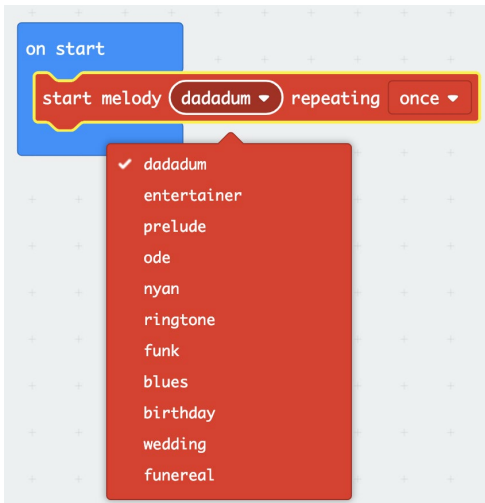 on start
start melody dadadum repeating once
dadadum
entertainer
prelude
ode
nyan
ringtone
funk
blues
birthday
wedding
funereal